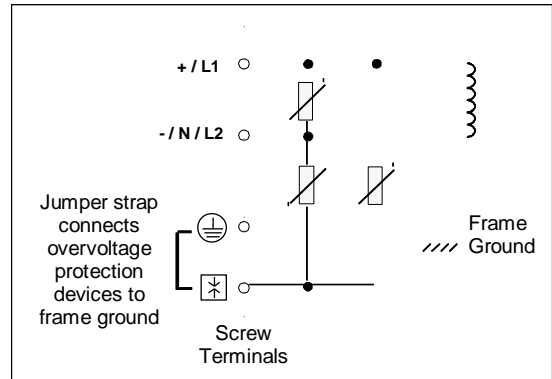 + / L1
- / N / L2
Jumper strap
connects
overvoltage
protection
devices to
frame ground
Frame
Ground
Screw
Terminals